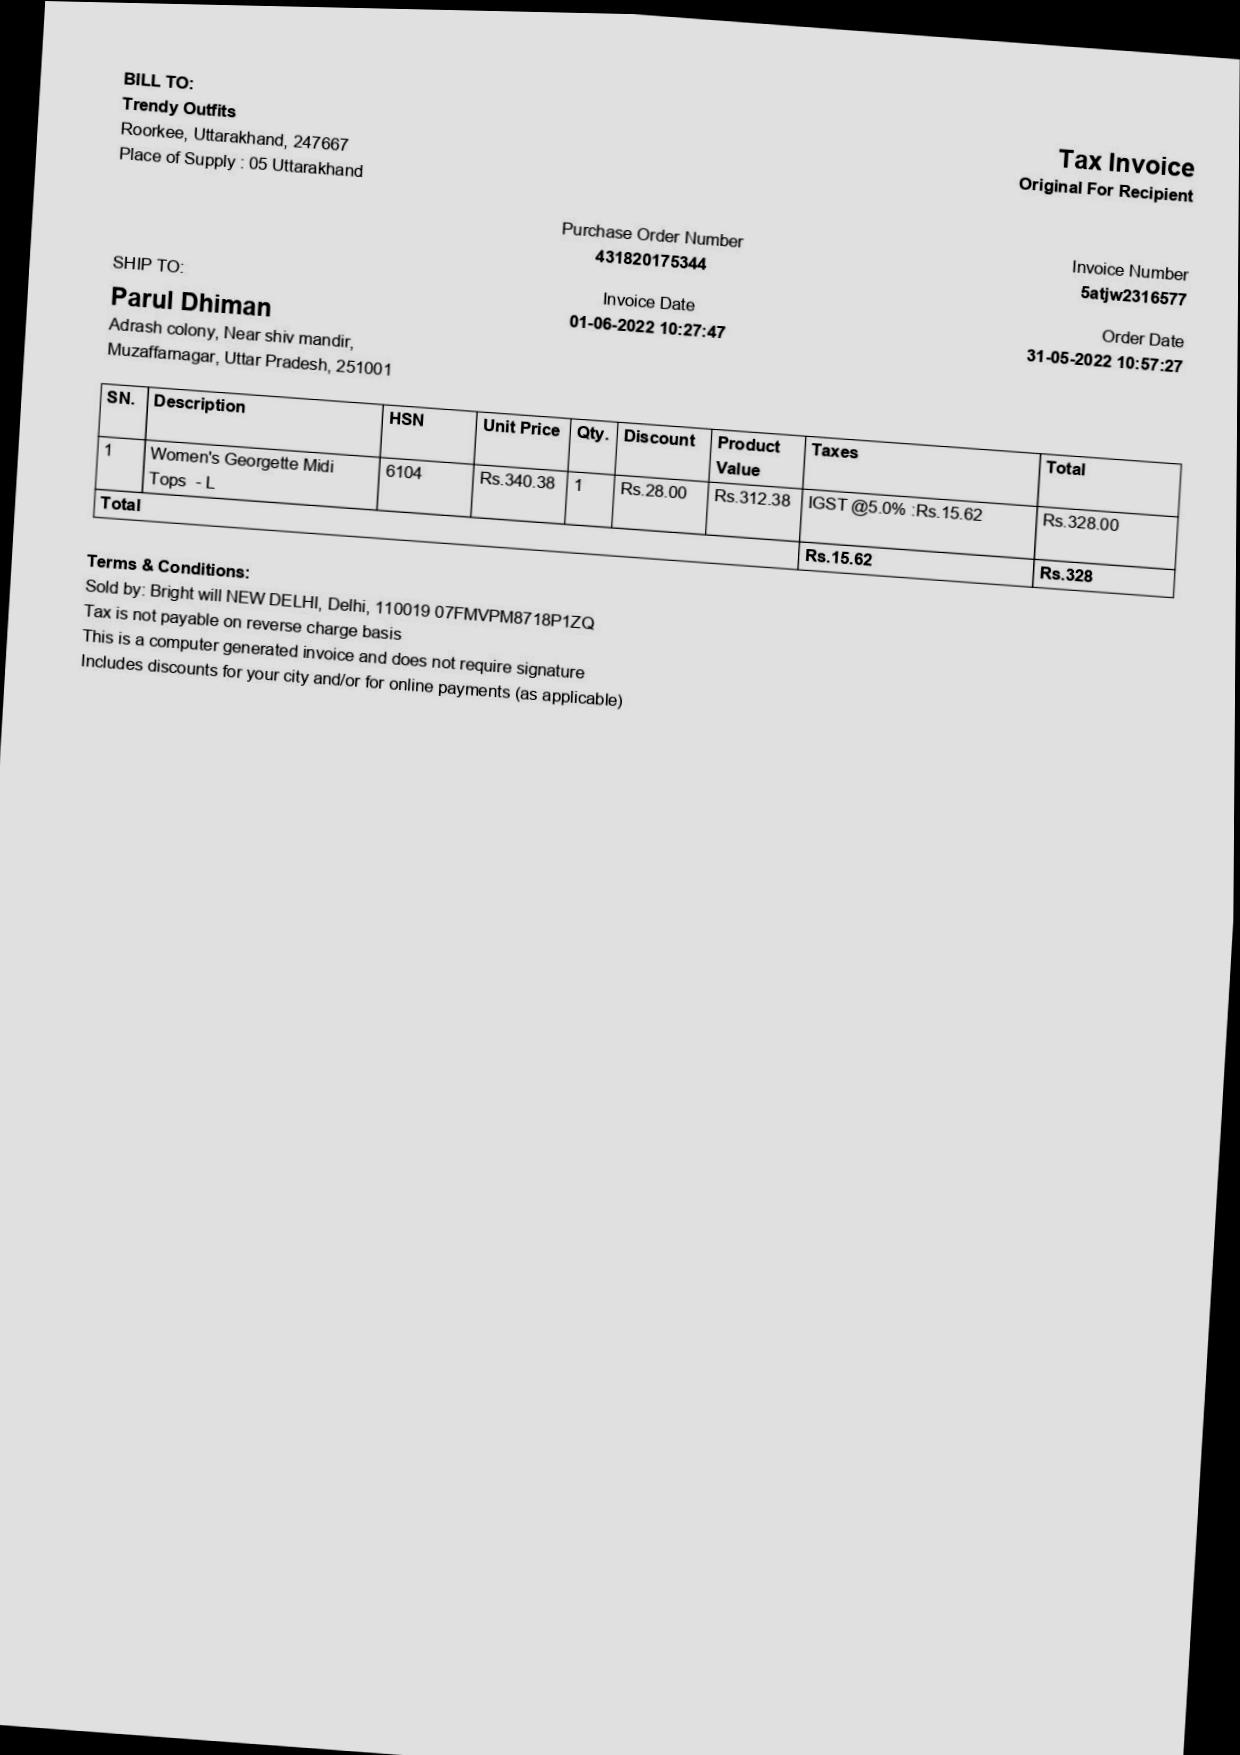 BILL TO:
Trendy Outfits
Roorkee, Uttarakhand, 247667
Place of Supply : 05 Uttarakhand
Tax Invoice
Original For Recipient
Purchase Order Number
431820175344
Invoice Number
5atjw2316577
SHIP TO:
Parul Dhiman
Adrash colony, Near shiv mandir,
Muzaffarnagar, Uttar Pradesh, 251001
Invoice Date
01-06-2022 10:27:47
Order Date
31-05-2022 10:57:27
SN. Description HSN Unit Price Qty. Discount Product Value Taxes Total
1 Women's Georgette Midi Tops - L 6104 Rs.340.38 1 Rs.28.00 Rs.312.38 IGST @5.0% :Rs.15.62 Rs.328.00
Total Rs.15.62 Rs.328
Terms & Conditions:
Sold by: Bright will NEW DELHI, Delhi, 110019 07FMVPM8718P1ZQ
Tax is not payable on reverse charge basis
This is a computer generated invoice and does not require signature
Includes discounts for your city and/or for online payments (as applicable)